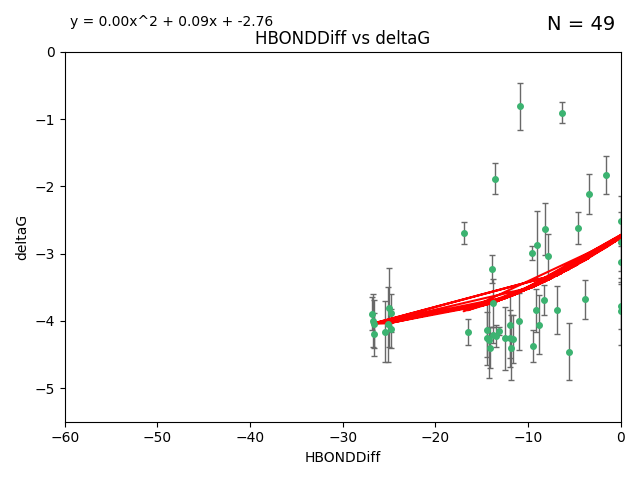 y = 0.00x^2 + 0.09x + -2.76
N = 49
HBONDDiff vs deltaG
0
−1
−2
−3
−4
−5
deltaG
−60 −50 −40 −30 −20 −10 0
HBONDDiff